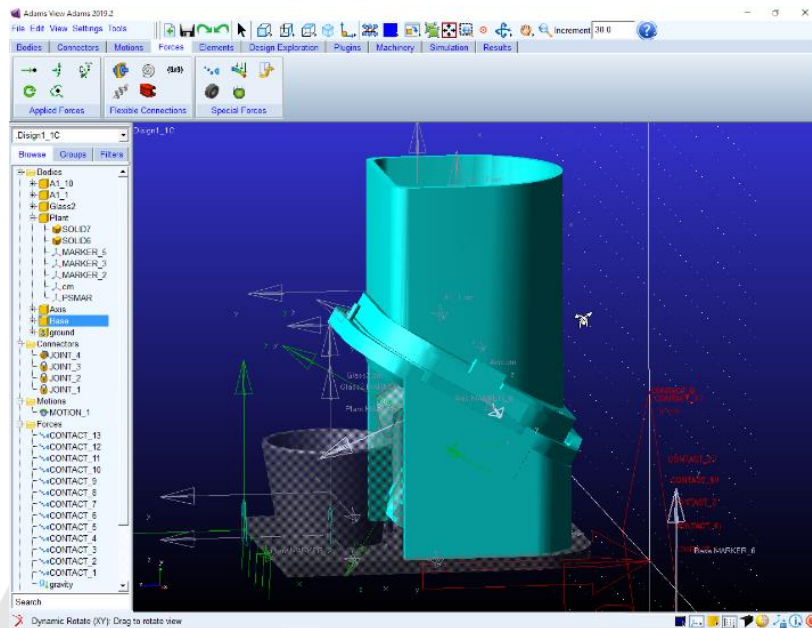 Adams View Adams 2019.2
File Edit View Settings Tools
Increment 30.0
Bodies Connectors Motions Forces Elements Design Exploration Plugins Machinery Simulation Results
Applied Forces Flexible Connections Special Forces
.Disign1_1C
Disign1_1C
Browse Groups Filters
Bodies
A1_10
A1_1
Glass2
Plant
SOLID7
SOLID6
MARKER_5
MARKER_3
MARKER_2
cm
PSMAR
Axis
Base
ground
Connectors
JOINT_4
JOINT_3
JOINT_2
JOINT_1
Motions
MOTION_1
Forces
CONTACT_13
CONTACT_12
CONTACT_11
CONTACT_10
CONTACT_9
CONTACT_8
CONTACT_7
CONTACT_6
CONTACT_5
CONTACT_4
CONTACT_3
CONTACT_2
CONTACT_1
gravity
Base MARKER_6
Search
Dynamic Rotate (XY): Drag to rotate view